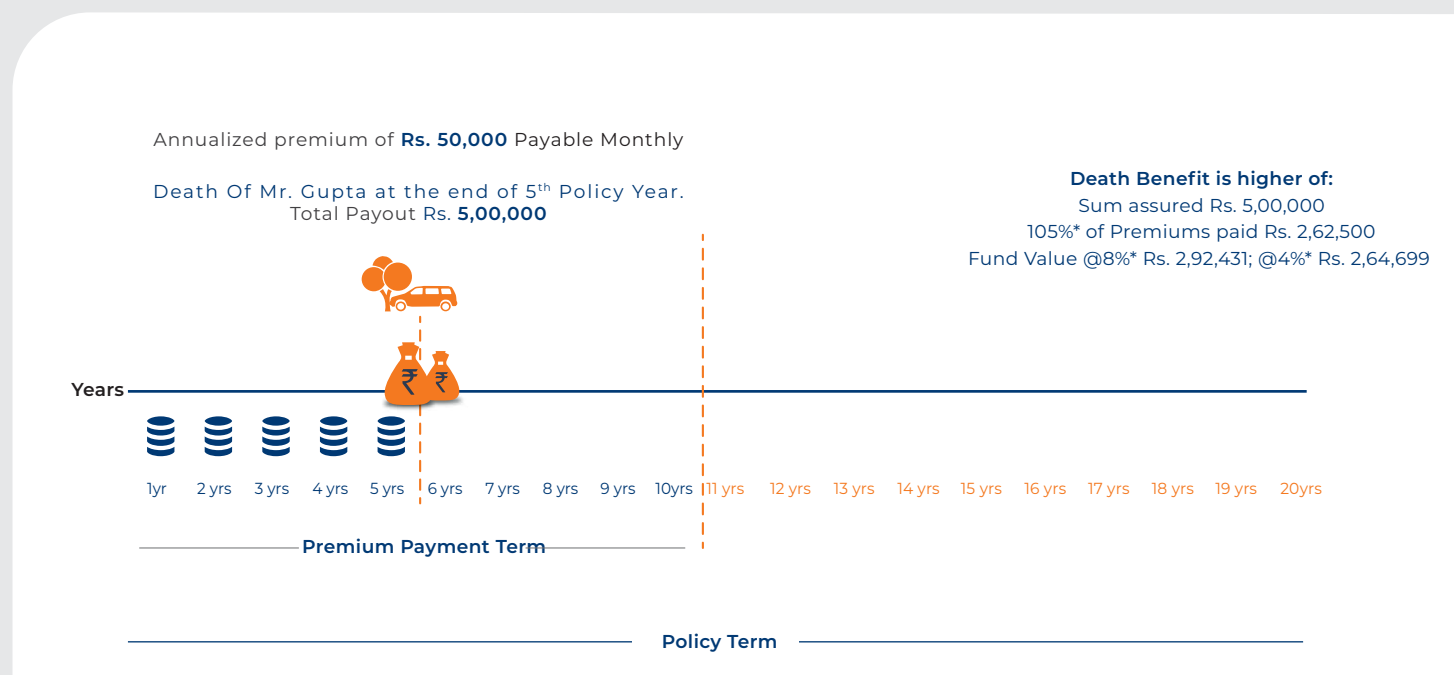 Annualized premium of Rs. 50,000 Payable Monthly
Death Of Mr. Gupta at the end of 5th Policy Year.
Total Payout Rs. 5,00,000
Death Benefit is higher of:
Sum assured Rs. 5,00,000
105%* of Premiums paid Rs. 2,62,500
Fund Value @8%* Rs. 2,92,431; @4%* Rs. 2,64,699
₹ ₹
Years
1yr 2 yrs 3 yrs 4 yrs 5 yrs 6 yrs 7 yrs 8 yrs 9 yrs 10yrs 11 yrs 12 yrs 13 yrs 14 yrs 15 yrs 16 yrs 17 yrs 18 yrs 19 yrs 20yrs
Premium Payment Term
Policy Term